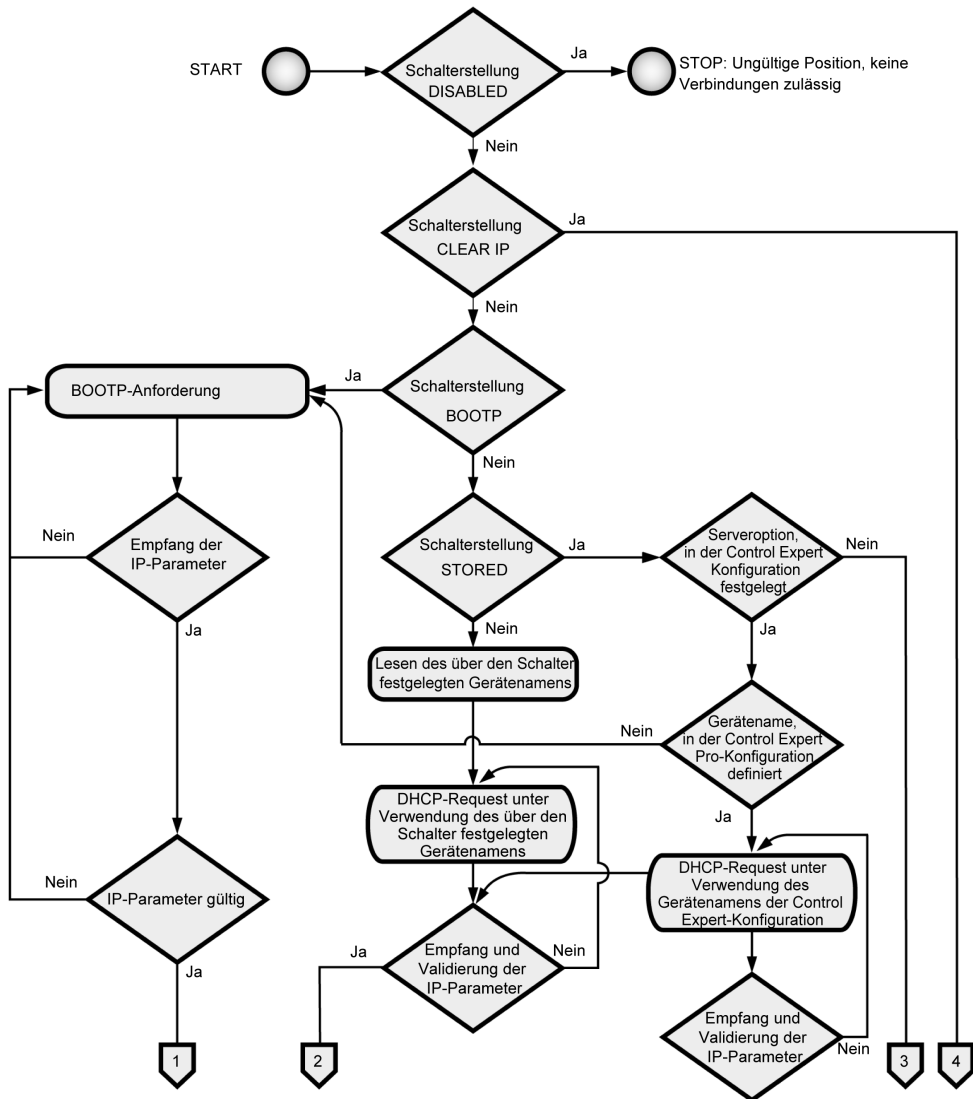 START
Schalterstellung
DISABLED
Ja
STOP: Ungültige Position, keine
Verbindungen zulässig
Nein
Schalterstellung
CLEAR IP
Ja
Nein
BOOTP-Anforderung
Ja
Schalterstellung
BOOTP
Nein
Nein
Empfang der
IP-Parameter
Ja
Schalterstellung
STORED
Ja
Serveroption,
in der Control Expert
Konfiguration
festgelegt
Nein
Nein
Ja
Lesen des über den Schalter
festgelegten Gerätenamens
Nein
Gerätename,
in der Control Expert
Pro-Konfiguration
definiert
Ja
DHCP-Request unter
Verwendung des über den
Schalter festgelegten
Gerätenamens
Nein
IP-Parameter gültig
Ja
DHCP-Request unter
Verwendung des
Gerätenamens der Control
Expert-Konfiguration
Ja
Empfang und
Validierung der
IP-Parameter
Nein
Empfang und
Validierung der
IP-Parameter
Nein
1
2
3
4